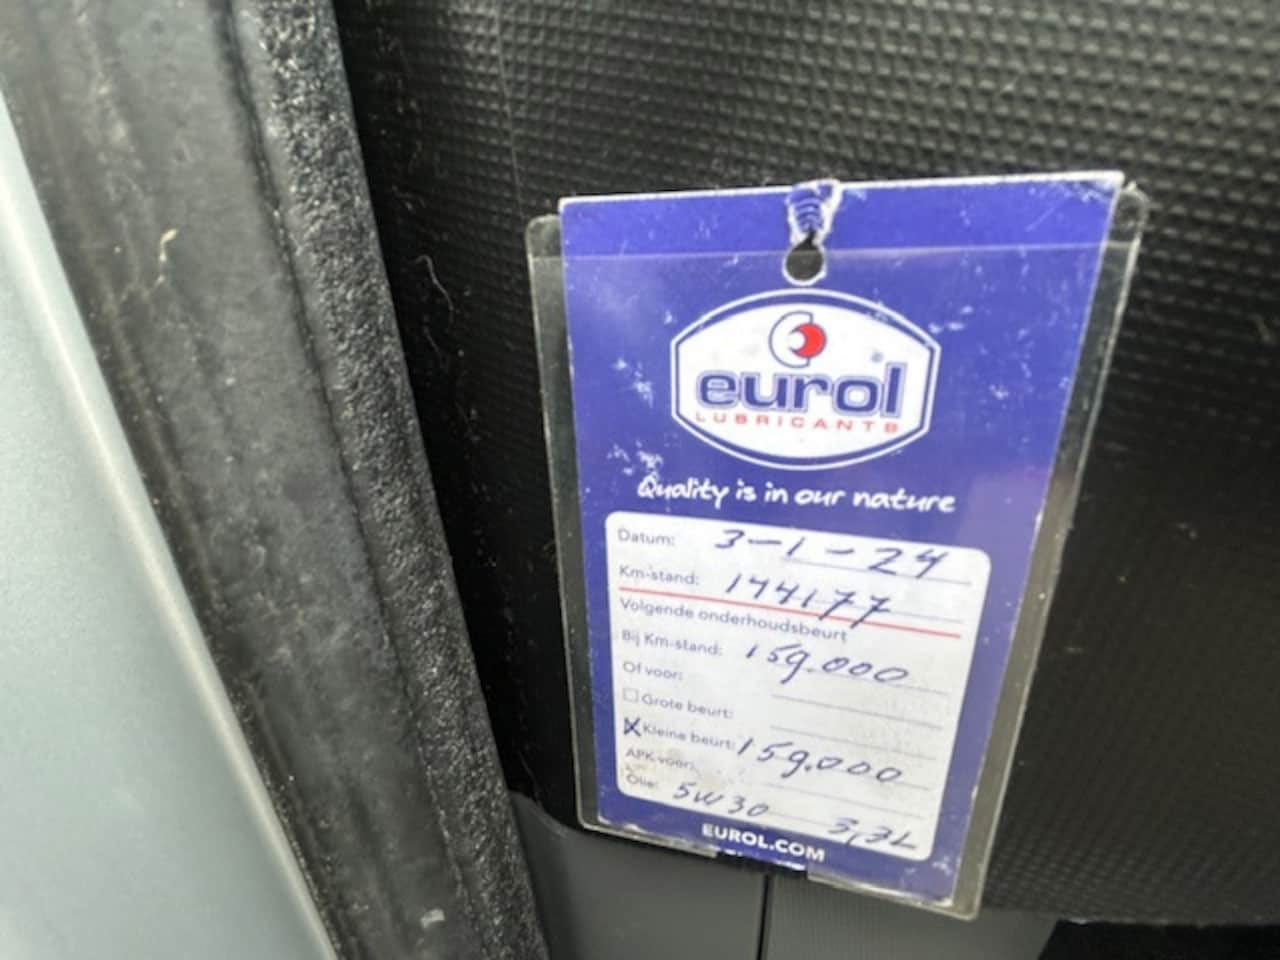 eurol
LUBRICANTS
Quality is in our nature
Datum: 3-1-24
Km-stand: 144177
Volgende onderhoudsbeurt
Bij Km-stand: 159.000
Of voor:
Grote beurt:
X Kleine beurt: 159.000
APK voor:
Olie: 5W30 3,3L
EUROL.COM